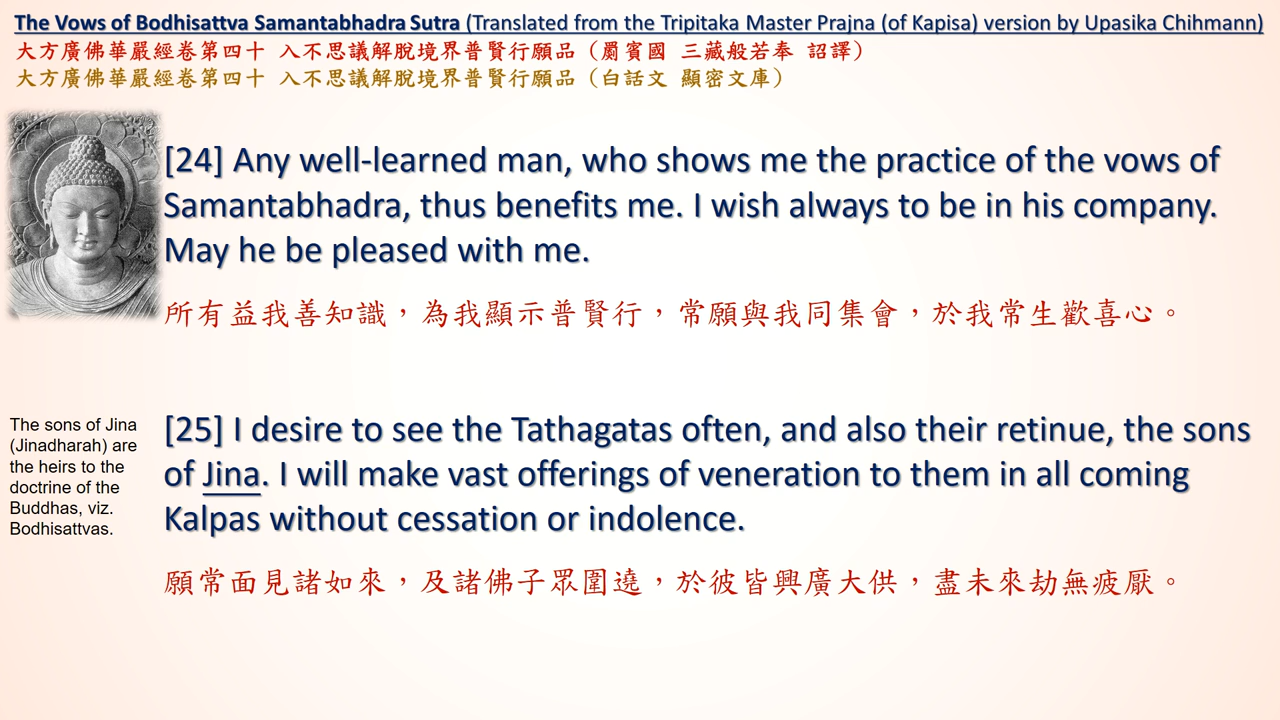 The Vows of Bodhisattva Samantabhadra Sutra (Translated from the Tripitaka Master Prajna (of Kapisa) version by Upasika Chihmann)
大方廣佛華嚴經卷第四十 入不思議解脫境界普賢行願品（罽賓國 三藏般若奉 詔譯）
大方廣佛華嚴經卷第四十 入不思議解脫境界普賢行願品（白話文 顯密文庫）
[24] Any well-learned man, who shows me the practice of the vows of
Samantabhadra, thus benefits me. I wish always to be in his company.
May he be pleased with me.
所有益我善知識，為我顯示普賢行，常願與我同集會，於我常生歡喜心。
The sons of Jina
(Jinadharah) are
the heirs to the
doctrine of the
Buddhas, viz.
Bodhisattvas.
[25] I desire to see the Tathagatas often, and also their retinue, the sons
of Jina. I will make vast offerings of veneration to them in all coming
Kalpas without cessation or indolence.
願常面見諸如來，及諸佛子眾圍遶，於彼皆興廣大供，盡未來劫無疲厭。